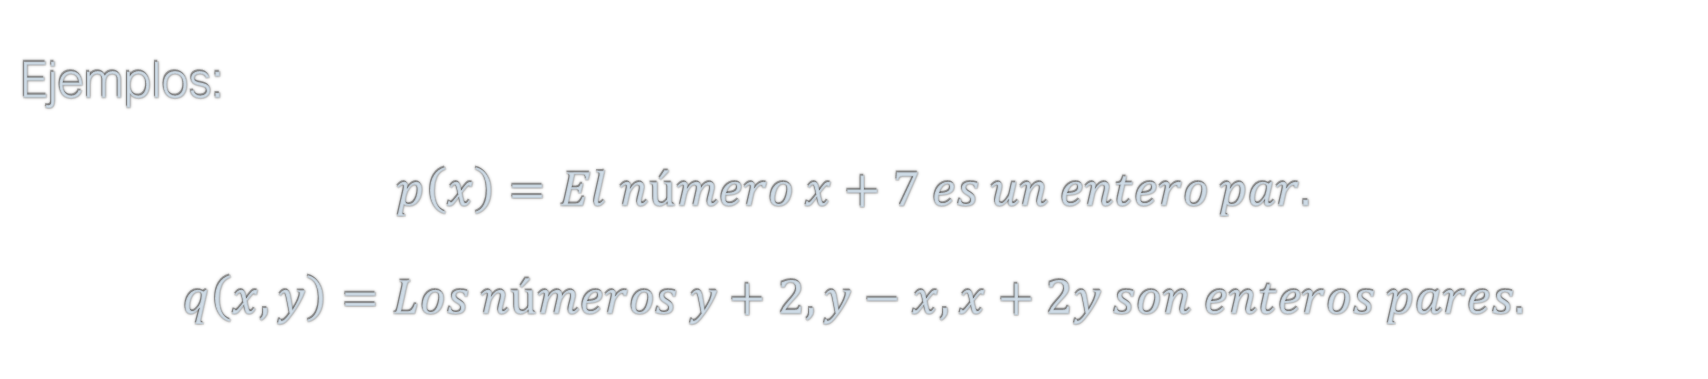 Ejemplos:
p(x) = El número x + 7 es un entero par.
q(x, y) = Los números y + 2, y − x, x + 2y son enteros pares.